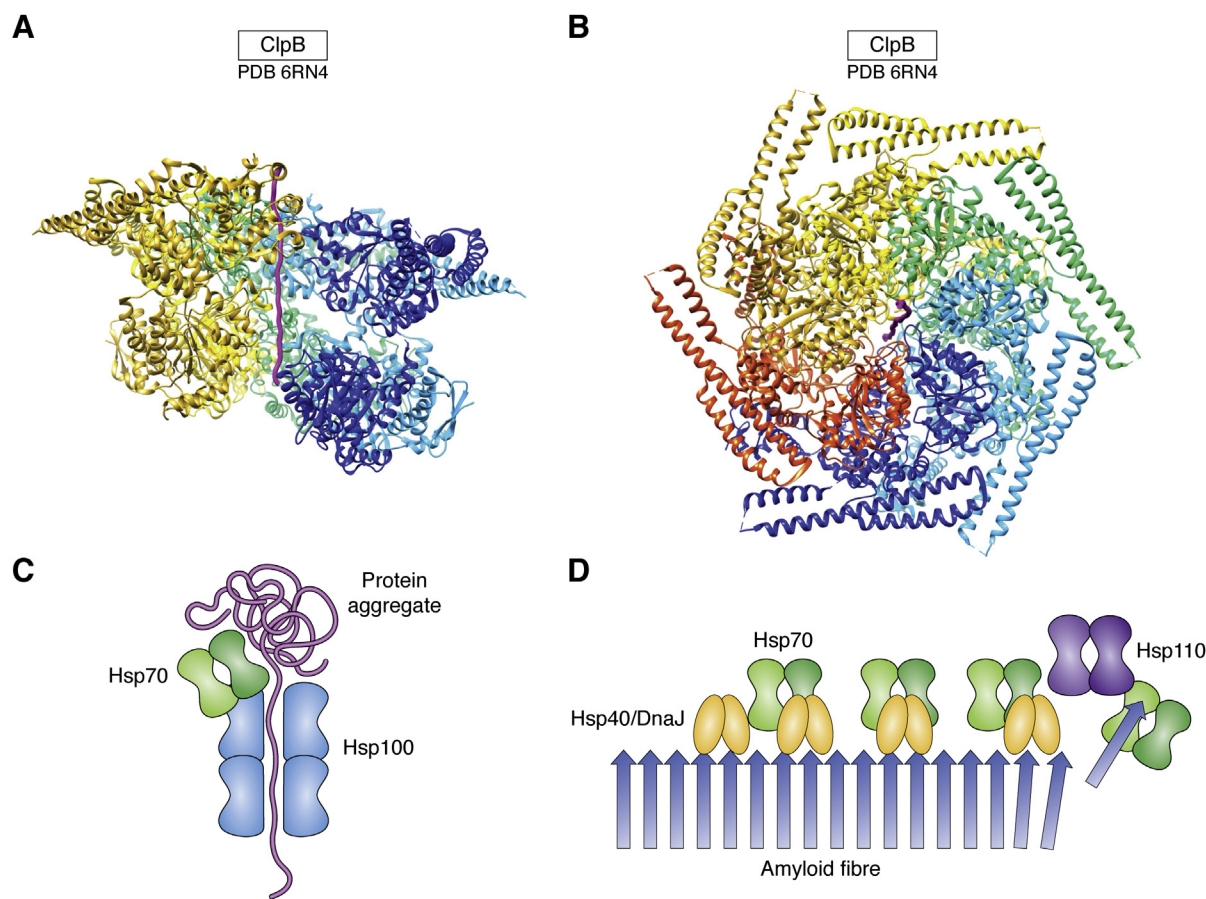 A
ClpB
PDB 6RN4
B
ClpB
PDB 6RN4
C
Protein
aggregate
Hsp70
Hsp100
D
Hsp70
Hsp110
Hsp40/DnaJ
Amyloid fibre